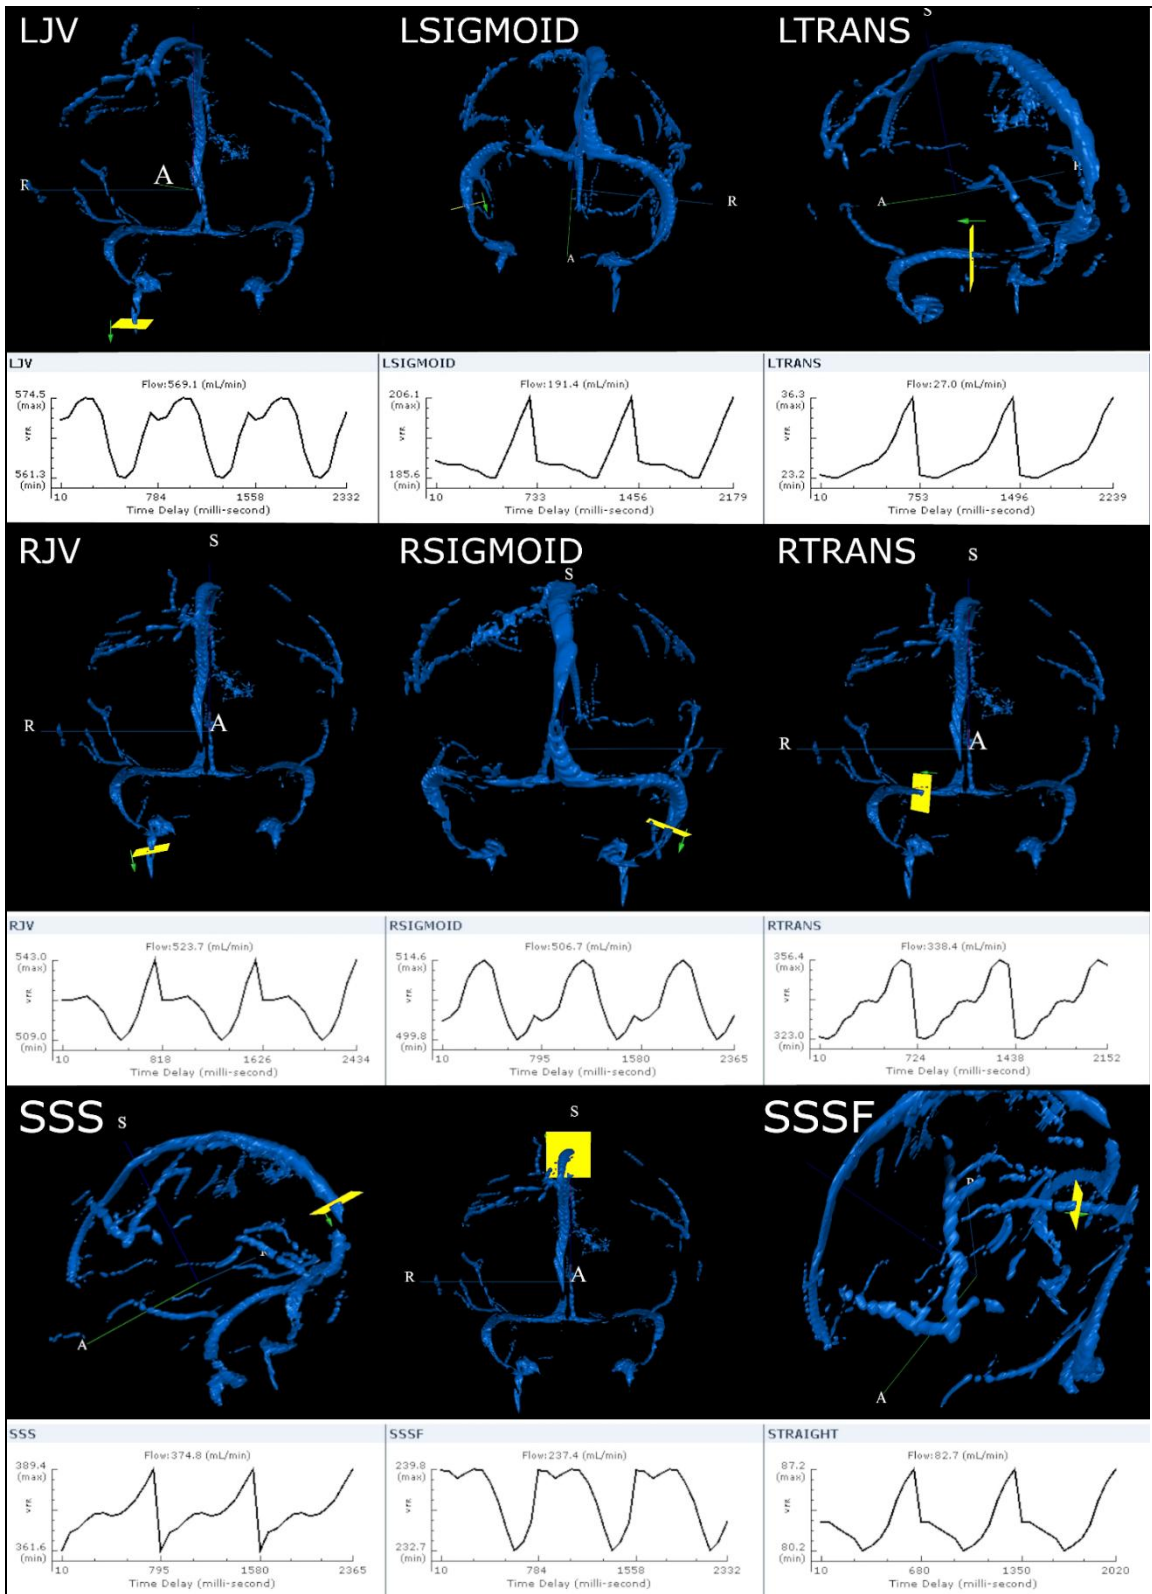 LJV LSIGMOID LTRANS
S
A
R
R
A
A
LJV LSIGMOID LTRANS
Flow:569.1 (mL/min) Flow:191.4 (mL/min) Flow:27.0 (mL/min)
574.5 206.1 36.3
(max) (max) (max)
VFR VFR VFR
561.3 185.6 23.2
(min) (min) (min)
10 784 1558 2332 10 733 1456 2179 10 753 1496 2239
Time Delay (milli-second) Time Delay (milli-second) Time Delay (milli-second)
RJV RSIGMOID RTRANS
S S S
R A R A
RJV RSIGMOID RTRANS
Flow:523.7 (mL/min) Flow:506.7 (mL/min) Flow:338.4 (mL/min)
543.0 514.6 356.4
(max) (max) (max)
VFR VFR VFR
509.0 499.8 323.0
(min) (min) (min)
10 818 1626 2434 10 795 1580 2365 10 724 1438 2152
Time Delay (milli-second) Time Delay (milli-second) Time Delay (milli-second)
SSS SSSF
S S
R A
A A
SSS SSSF STRAIGHT
Flow:374.8 (mL/min) Flow:237.4 (mL/min) Flow:82.7 (mL/min)
389.4 239.8 87.2
(max) (max) (max)
VFR VFR VFR
361.6 232.7 80.2
(min) (min) (min)
10 795 1580 2365 10 784 1558 2332 10 680 1350 2020
Time Delay (milli-second) Time Delay (milli-second) Time Delay (milli-second)